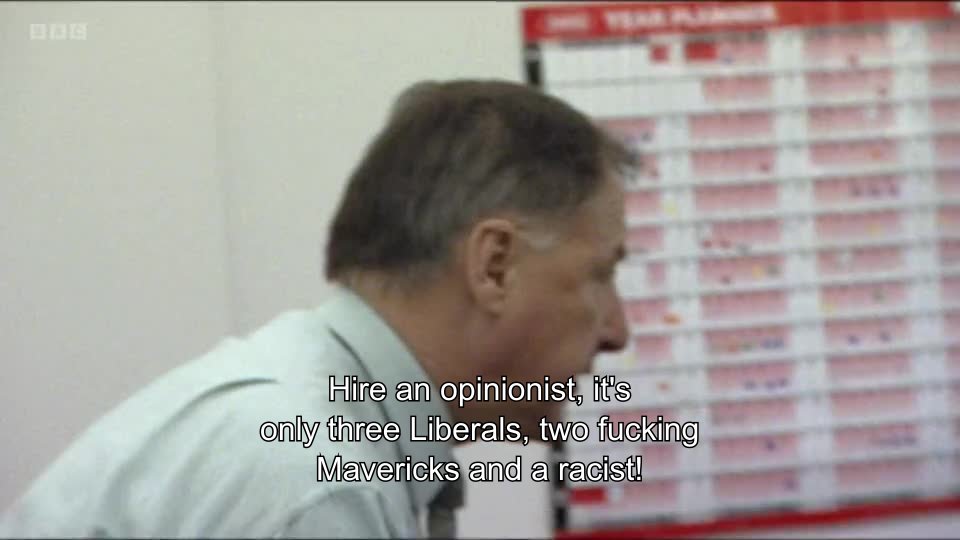 BBC
YEAR PLANNER
Hire an opinionist, it's
only three Liberals, two fucking
Mavericks and a racist!